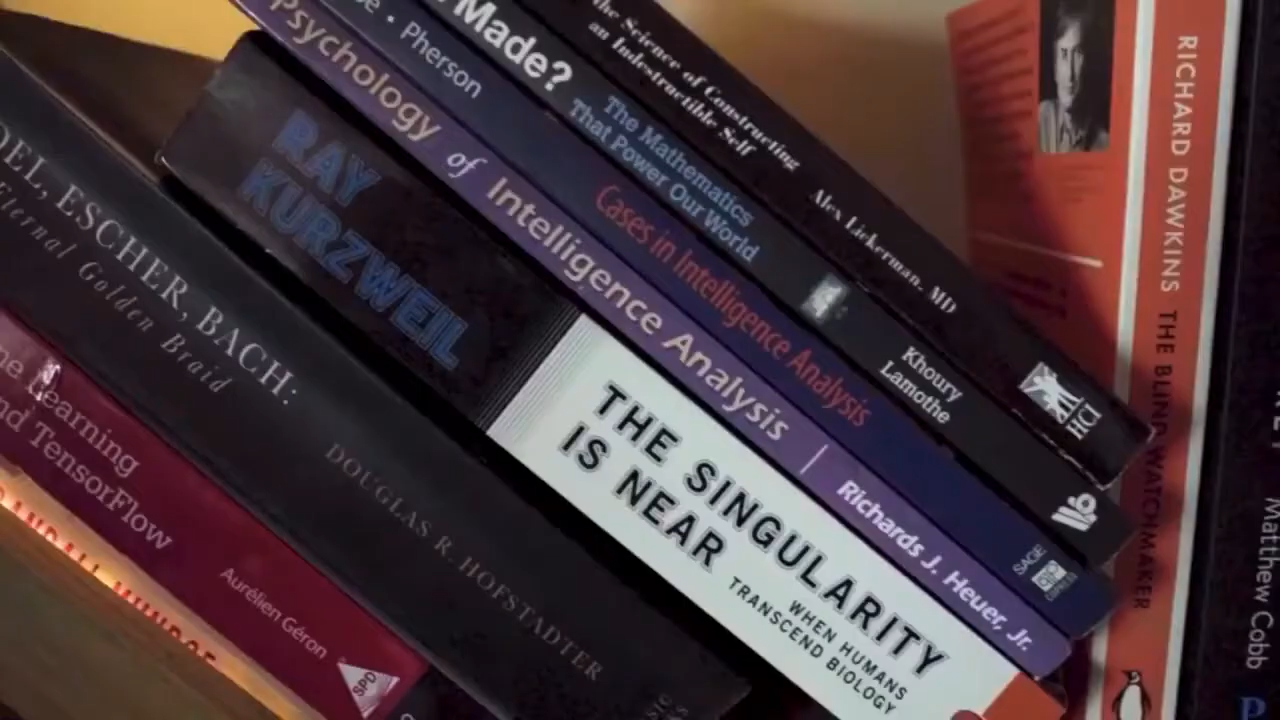 the Science of Constructing
an Indestructible Self
Alex Lickerman, MD
HCI
Made?
The Mathematics
That Power Our World
Khoury
Lamothe
• Pherson
Cases in Intelligence Analysis
SAGE
Psychology of Intelligence Analysis | Richards J. Heuer, Jr.
RAY
KURZWEIL
THE SINGULARITY
IS NEAR
WHEN HUMANS
TRANSCEND BIOLOGY
ESCHER, BACH:
Eternal Golden Braid
DOUGLAS R. HOFSTADTER
Learning
TensorFlow
Aurélien Géron
SPD
RICHARD DAWKINS THE BLIND WATCHMAKER
Matthew Cobb